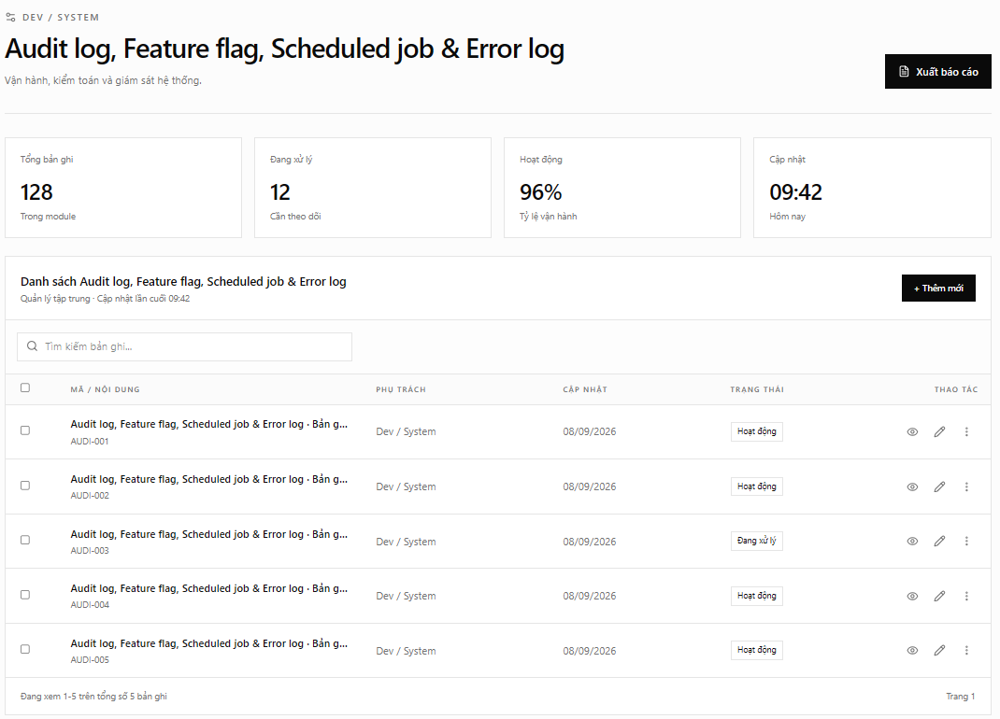 DEV / SYSTEM
Audit log, Feature flag, Scheduled job & Error log
Vận hành, kiểm toán và giám sát hệ thống.
Xuất báo cáo
Tổng bản ghi
128
Trong module
Đang xử lý
12
Cần theo dõi
Hoạt động
96%
Tỷ lệ vận hành
Cập nhật
09:42
Hôm nay
Danh sách Audit log, Feature flag, Scheduled job & Error log
Quản lý tập trung · Cập nhật lần cuối 09:42
+ Thêm mới
Tìm kiếm bản ghi...
MÃ / NỘI DUNG PHỤ TRÁCH CẬP NHẬT TRẠNG THÁI THAO TÁC
Audit log, Feature flag, Scheduled job & Error log · Bản g...
AUDI-001
Dev / System 08/09/2026 Hoạt động
Audit log, Feature flag, Scheduled job & Error log · Bản g...
AUDI-002
Dev / System 08/09/2026 Hoạt động
Audit log, Feature flag, Scheduled job & Error log · Bản g...
AUDI-003
Dev / System 08/09/2026 Đang xử lý
Audit log, Feature flag, Scheduled job & Error log · Bản g...
AUDI-004
Dev / System 08/09/2026 Hoạt động
Audit log, Feature flag, Scheduled job & Error log · Bản g...
AUDI-005
Dev / System 08/09/2026 Hoạt động
Đang xem 1-5 trên tổng số 5 bản ghi
Trang 1